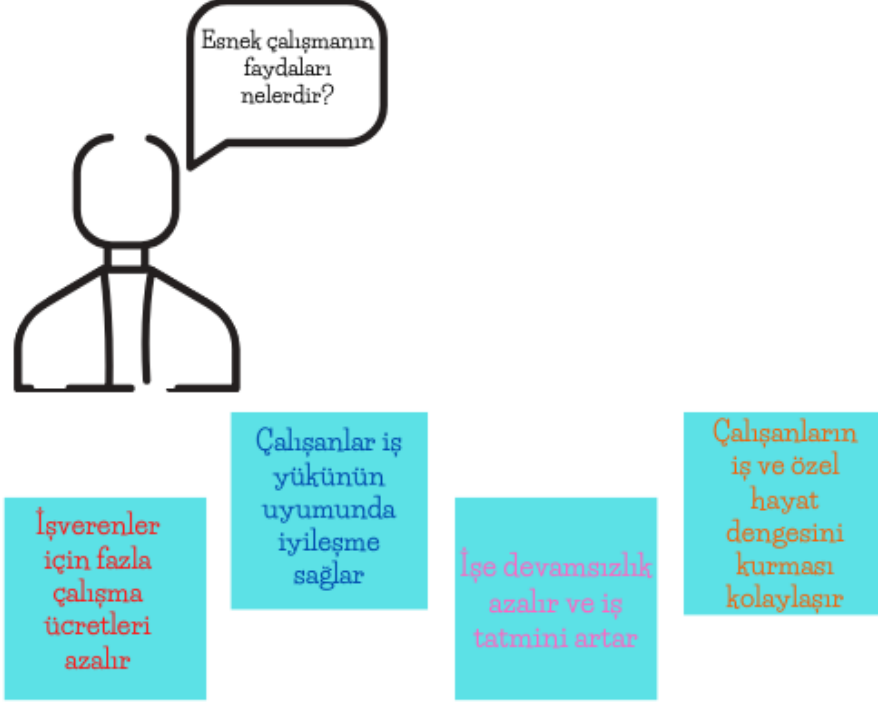 Esnek çalışmanın
faydaları
nelerdir?
İşverenler
için fazla
çalışma
ücretleri
azalır
Çalışanlar iş
yükünün
uyumunda
iyileşme
sağlar
İşe devamsızlık
azalır ve iş
tatmini artar
Çalışanların
iş ve özel
hayat
dengesini
kurması
kolaylaşır